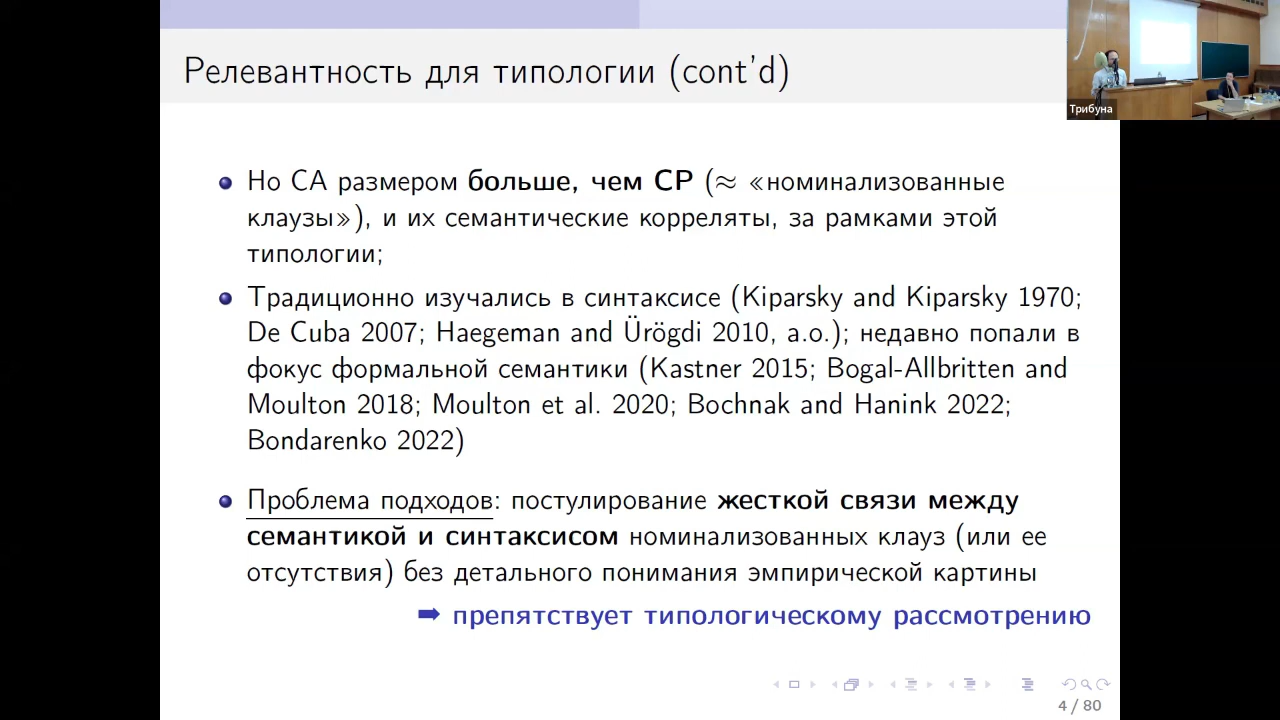 Релевантность для типологии (cont'd)
Трибуна
Но СА размером больше, чем CP (≈ «номинализованные
клаузы»), и их семантические корреляты, за рамками этой
типологии;
Традиционно изучались в синтаксисе (Kiparsky and Kiparsky 1970;
De Cuba 2007; Haegeman and Ürögdi 2010, a.o.); недавно попали в
фокус формальной семантики (Kastner 2015; Bogal-Allbritten and
Moulton 2018; Moulton et al. 2020; Bochnak and Hanink 2022;
Bondarenko 2022)
Проблема подходов: постулирование жесткой связи между
семантикой и синтаксисом номинализованных клауз (или ее
отсутствия) без детального понимания эмпирической картины
➡ препятствует типологическому рассмотрению
4 / 80